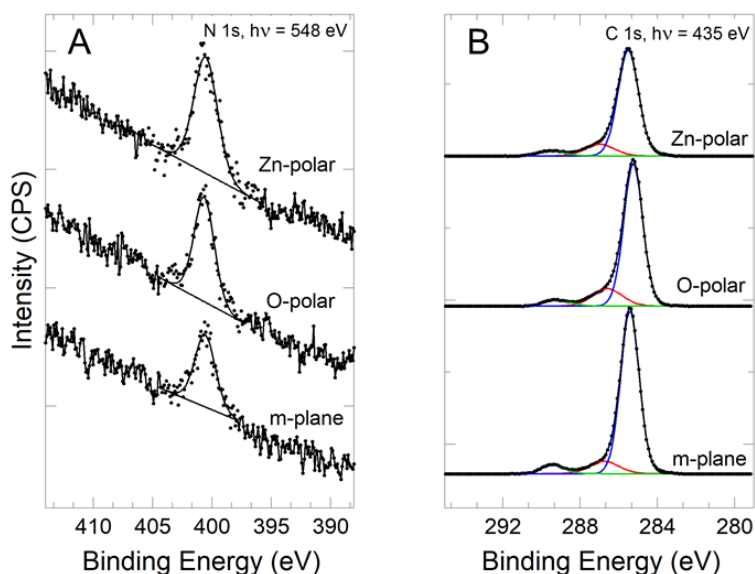 A
N 1s, hν = 548 eV
Zn-polar
O-polar
m-plane
Intensity (CPS)
410 405 400 395 390
Binding Energy (eV)
B
C 1s, hν = 435 eV
Zn-polar
O-polar
m-plane
292 288 284 280
Binding Energy (eV)